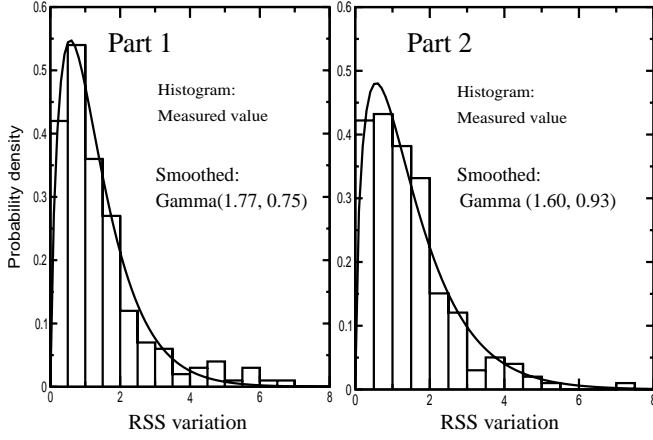 Part 1
Histogram:
Measured value
Smoothed:
Gamma(1.77, 0.75)
Probability density
0.6
0.5
0.4
0.3
0.2
0.1
0
0 2 4 6 8
RSS variation
Part 2
Histogram:
Measured value
Smoothed:
Gamma (1.60, 0.93)
0.6
0.5
0.4
0.3
0.2
0.1
0
0 2 4 6 8
RSS variation